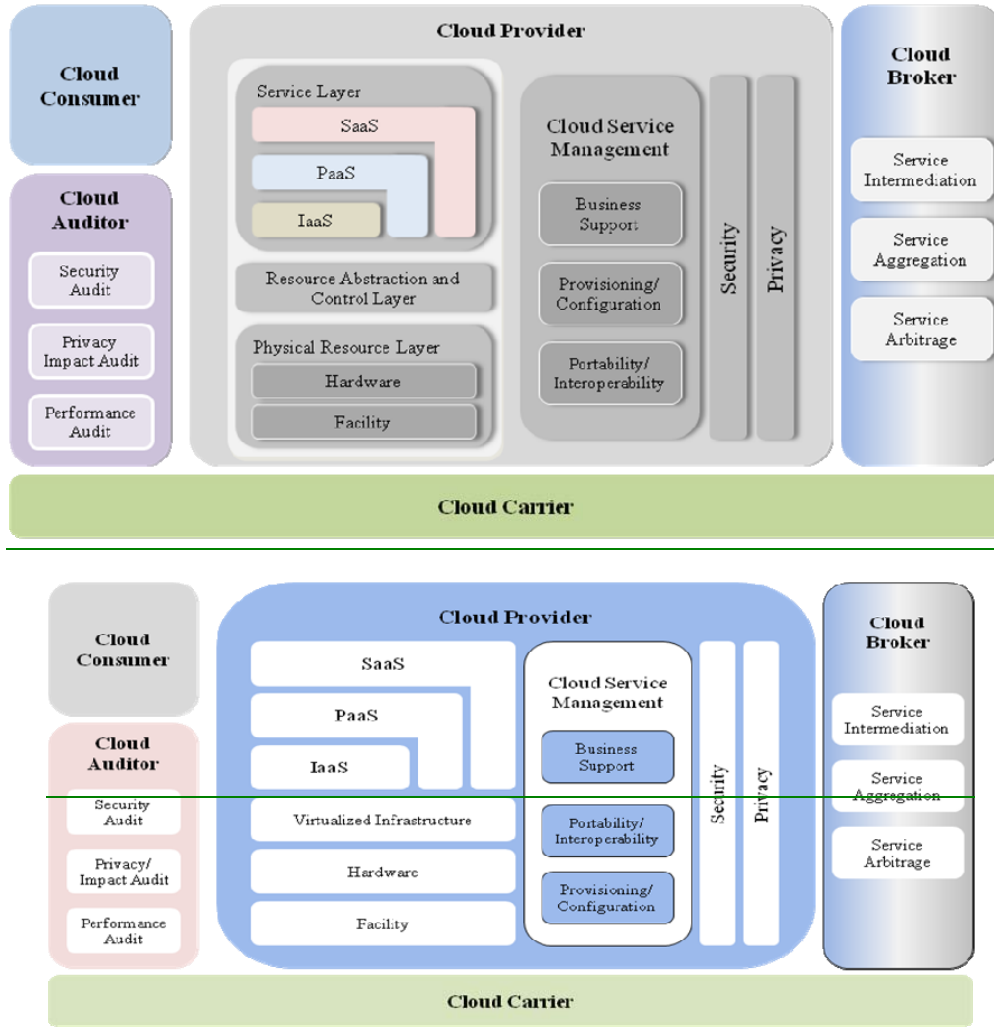 Cloud
Consumer
Cloud
Auditor
Security
Audit
Privacy
Impact Audit
Performance
Audit
Cloud Provider
Service Layer
SaaS
PaaS
IaaS
Resource Abstraction and
Control Layer
Physical Resource Layer
Hardware
Facility
Cloud Service
Management
Business
Support
Provisioning/
Configuration
Portability/
Interoperability
Security
Privacy
Cloud
Broker
Service
Intermediation
Service
Aggregation
Service
Arbitrage
Cloud Carrier
Cloud
Consumer
Cloud
Auditor
Security
Audit
Privacy/
Impact Audit
Performance
Audit
Cloud Provider
SaaS
PaaS
IaaS
Virtualized Infrastructure
Hardware
Facility
Cloud Service
Management
Business
Support
Portability/
Interoperability
Provisioning/
Configuration
Security
Privacy
Cloud
Broker
Service
Intermediation
Service
Aggregation
Service
Arbitrage
Cloud Carrier